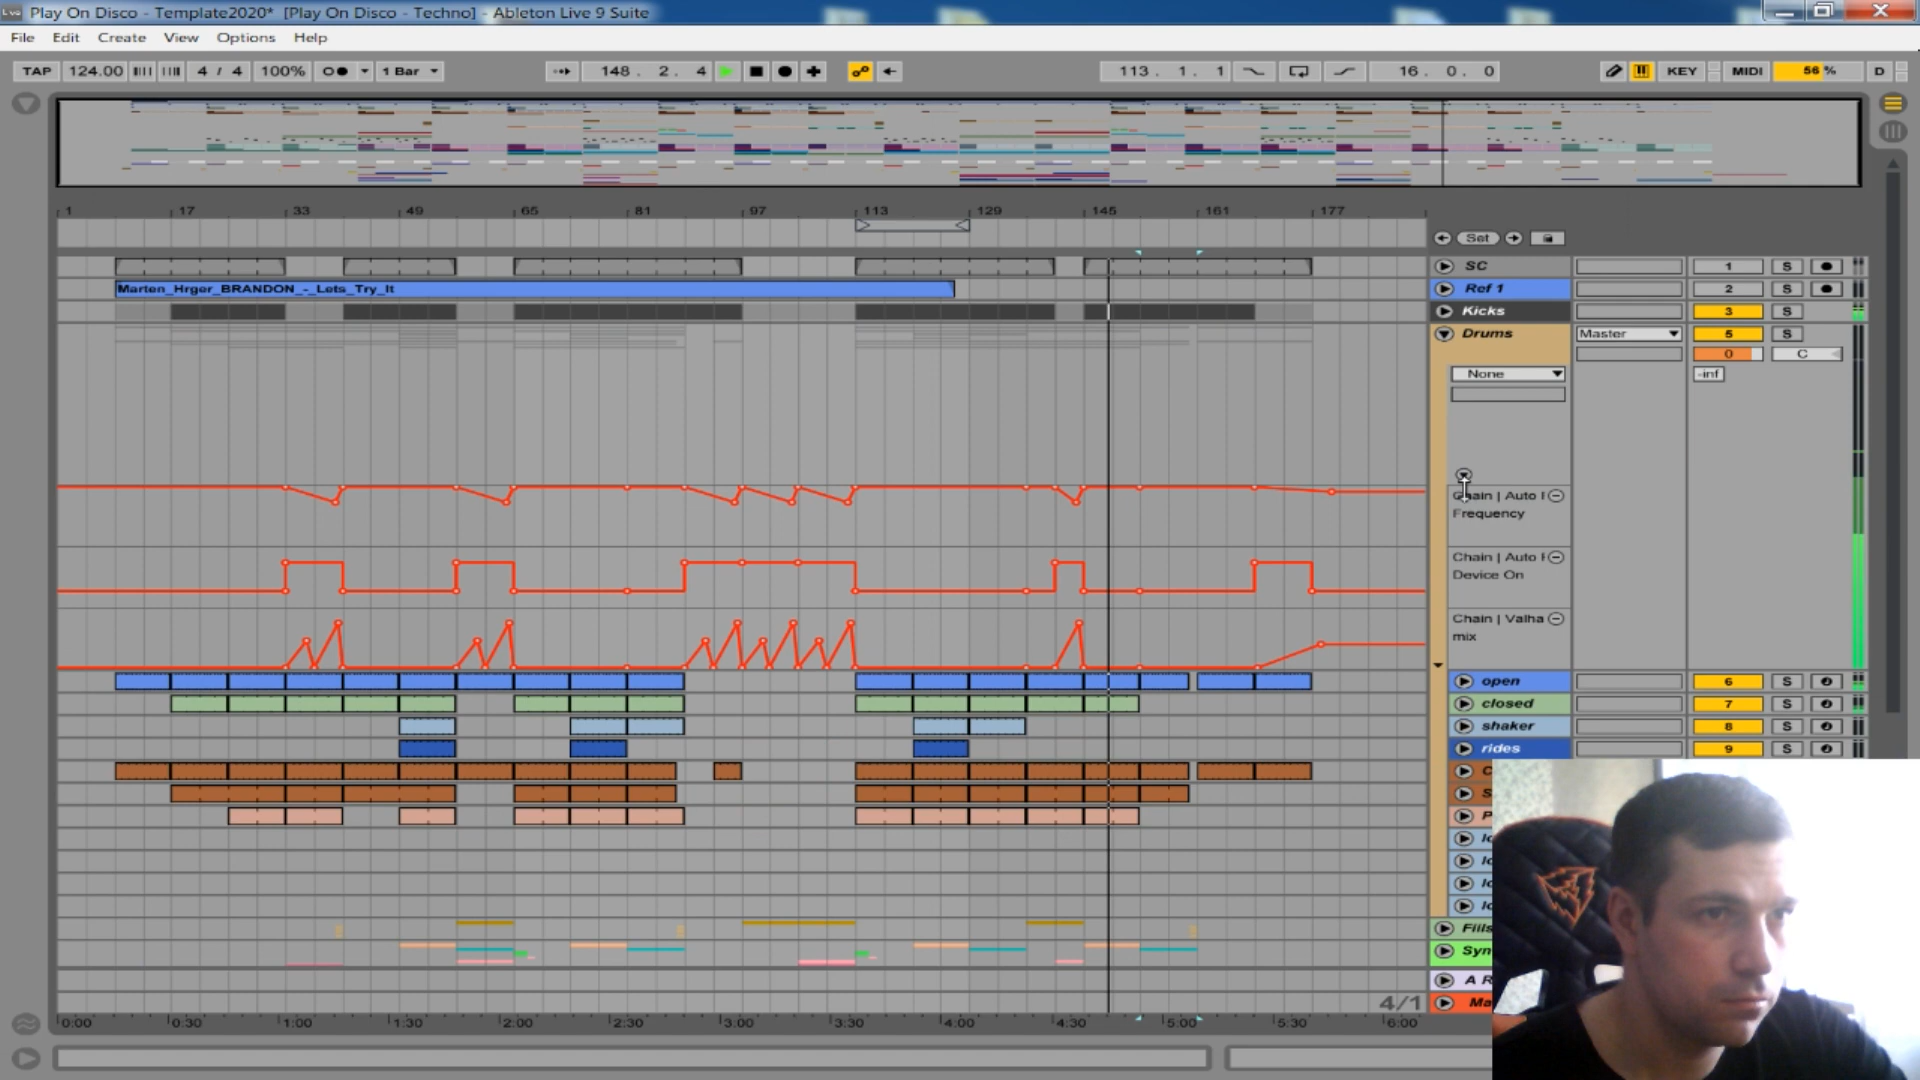 Play On Disco - Template2020* [Play On Disco - Techno] - Ableton Live 9 Suite
File Edit Create View Options Help
TAP 124.00 4 / 4 100% 1 Bar 148. 2. 4 113. 1. 1 16. 0. 0 KEY MIDI 56 % D
1 17 33 49 65 81 97 113 129 145 161 177
Set
SC 1 S
Marten_Hrger_BRANDON_-_Lets_Try_It Ref 1 2 S
Kicks 3 S
Drums Master 5 S
0 C
None -inf
Chain | Auto
Frequency
Chain | Auto
Device On
Chain | Valha
mix
open 6 S
closed 7 S
shaker 8 S
rides 9 S
C
S
P
Fills
Syn
A R
4/1 Ma
0:00 0:30 1:00 1:30 2:00 2:30 3:00 3:30 4:00 4:30 5:00 5:30 6:00